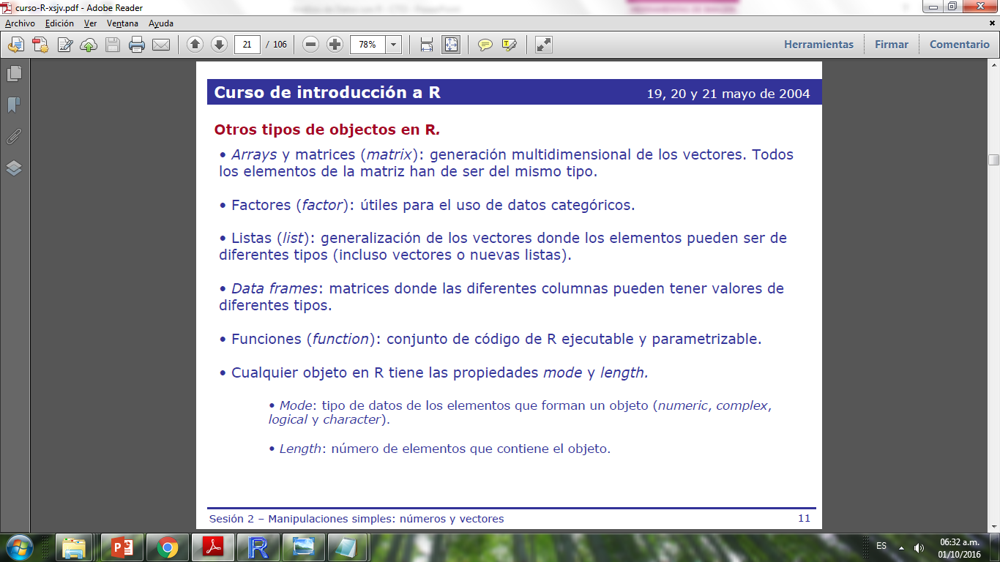 curso-R-xsjv.pdf - Adobe Reader
Archivo Edición Ver Ventana Ayuda
21 / 106 78% Herramientas Firmar Comentario
Curso de introducción a R 19, 20 y 21 mayo de 2004
Otros tipos de objectos en R.
• Arrays y matrices (matrix): generación multidimensional de los vectores. Todos
los elementos de la matriz han de ser del mismo tipo.
• Factores (factor): útiles para el uso de datos categóricos.
• Listas (list): generalización de los vectores donde los elementos pueden ser de
diferentes tipos (incluso vectores o nuevas listas).
• Data frames: matrices donde las diferentes columnas pueden tener valores de
diferentes tipos.
• Funciones (function): conjunto de código de R ejecutable y parametrizable.
• Cualquier objeto en R tiene las propiedades mode y length.
• Mode: tipo de datos de los elementos que forman un objeto (numeric, complex,
logical y character).
• Length: número de elementos que contiene el objeto.
Sesión 2 – Manipulaciones simples: números y vectores 11
ES 06:32 a.m.
01/10/2016